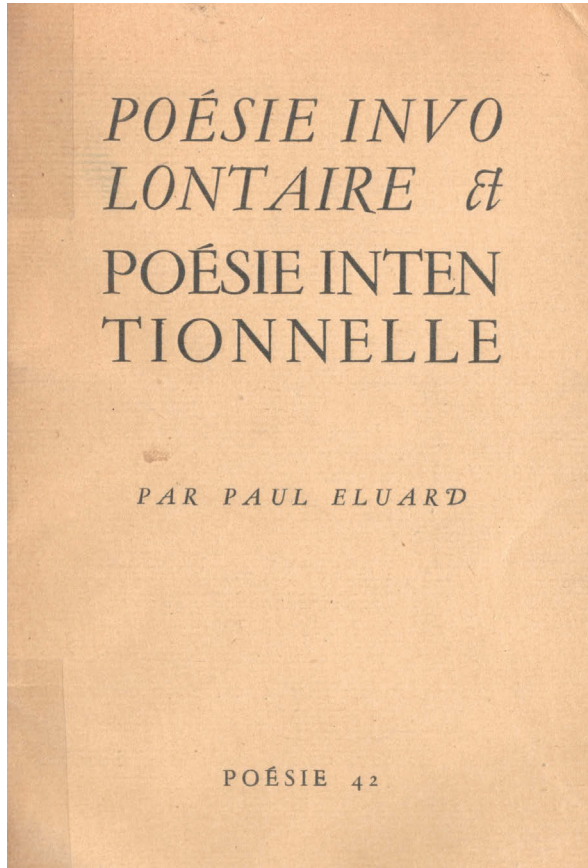 POÉSIE INVO
LONTAIRE &
POÉSIE INTEN
TIONNELLE
PAR PAUL ELUARD
POÉSIE 42